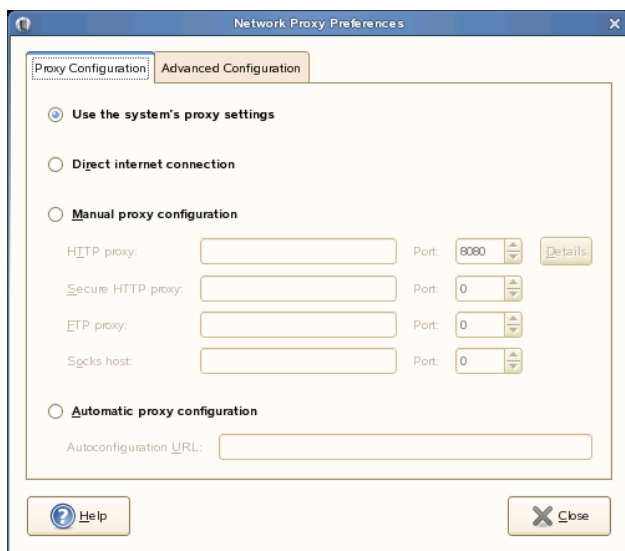 Network Proxy Preferences
Proxy Configuration Advanced Configuration
Use the system's proxy settings
Direct internet connection
Manual proxy configuration
HTTP proxy: Port: 8080 Details
Secure HTTP proxy: Port: 0
FTP proxy: Port: 0
Socks host: Port: 0
Automatic proxy configuration
Autoconfiguration URL:
Help Close